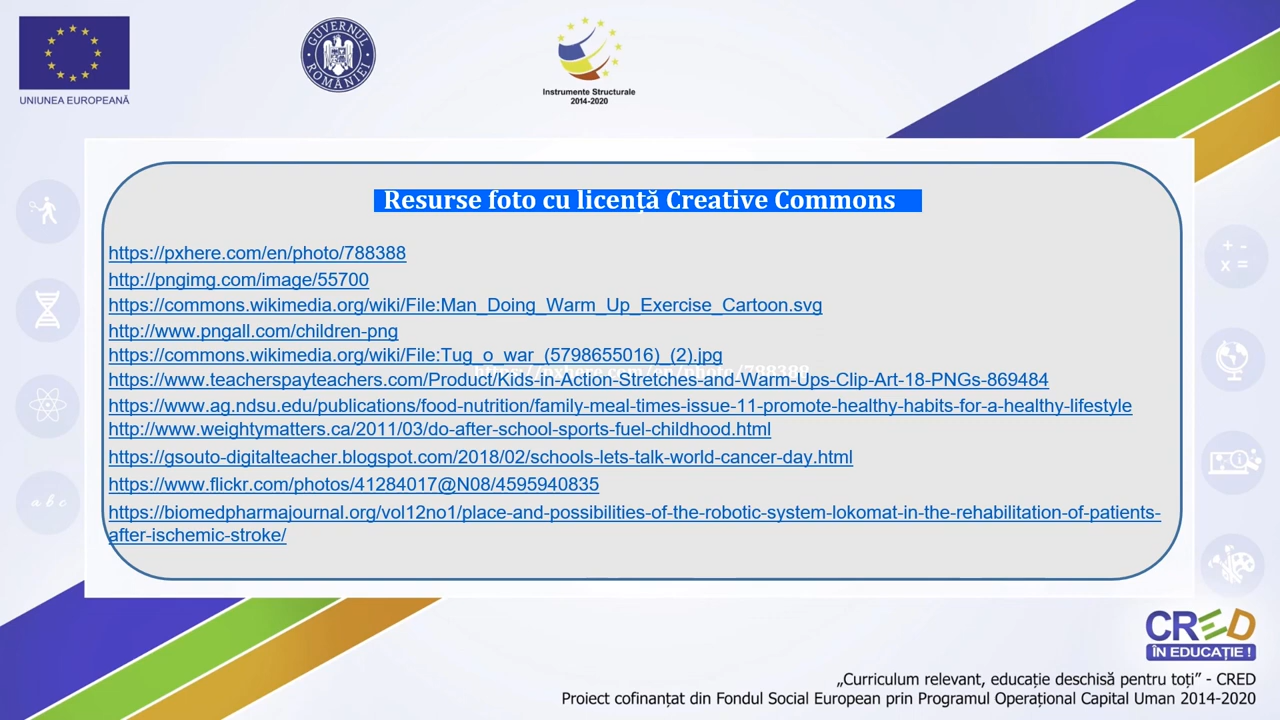 UNIUNEA EUROPEANĂ
GUVERNUL ROMÂNIEI
Instrumente Structurale
2014-2020
Resurse foto cu licență Creative Commons
https://pxhere.com/en/photo/788388
http://pngimg.com/image/55700
https://commons.wikimedia.org/wiki/File:Man_Doing_Warm_Up_Exercise_Cartoon.svg
http://www.pngall.com/children-png
https://commons.wikimedia.org/wiki/File:Tug_o_war_(5798655016)_(2).jpg
https://pxhere.com/en/photo/788388
https://www.teacherspayteachers.com/Product/Kids-in-Action-Stretches-and-Warm-Ups-Clip-Art-18-PNGs-869484
https://www.ag.ndsu.edu/publications/food-nutrition/family-meal-times-issue-11-promote-healthy-habits-for-a-healthy-lifestyle
http://www.weightymatters.ca/2011/03/do-after-school-sports-fuel-childhood.html
https://gsouto-digitalteacher.blogspot.com/2018/02/schools-lets-talk-world-cancer-day.html
https://www.flickr.com/photos/41284017@N08/4595940835
https://biomedpharmajournal.org/vol12no1/place-and-possibilities-of-the-robotic-system-lokomat-in-the-rehabilitation-of-patients-
after-ischemic-stroke/
+ -
x =
a b c
CRED
ÎN EDUCAȚIE !
„Curriculum relevant, educație deschisă pentru toți” - CRED
Proiect cofinanțat din Fondul Social European prin Programul Operațional Capital Uman 2014-2020